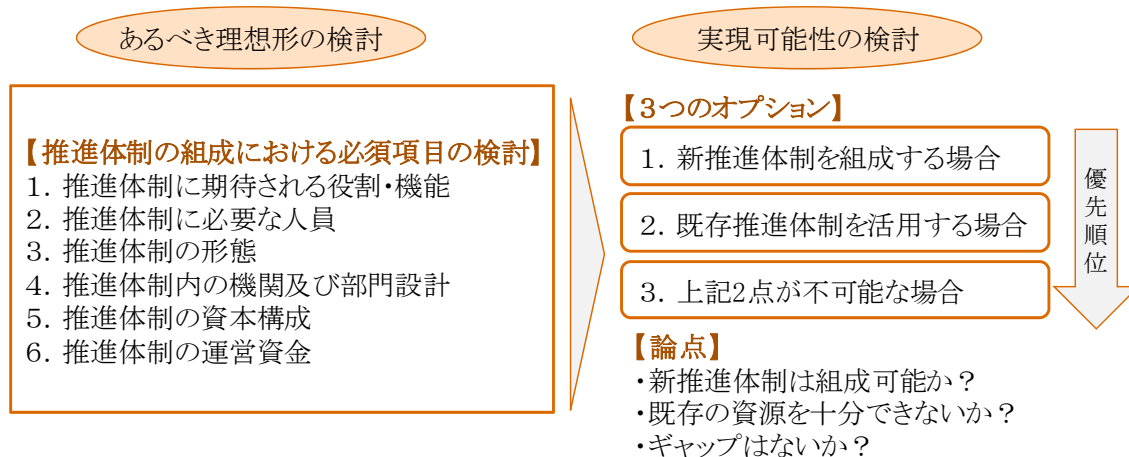 あるべき理想形の検討
【推進体制の組成における必須項目の検討】
1．推進体制に期待される役割・機能
2．推進体制に必要な人員
3．推進体制の形態
4．推進体制内の機関及び部門設計
5．推進体制の資本構成
6．推進体制の運営資金
実現可能性の検討
【３つのオプション】
1．新推進体制を組成する場合
2．既存推進体制を活用する場合
3．上記2点が不可能な場合
優先順位
【論点】
・新推進体制は組成可能か？
・既存の資源を十分できないか？
・ギャップはないか？